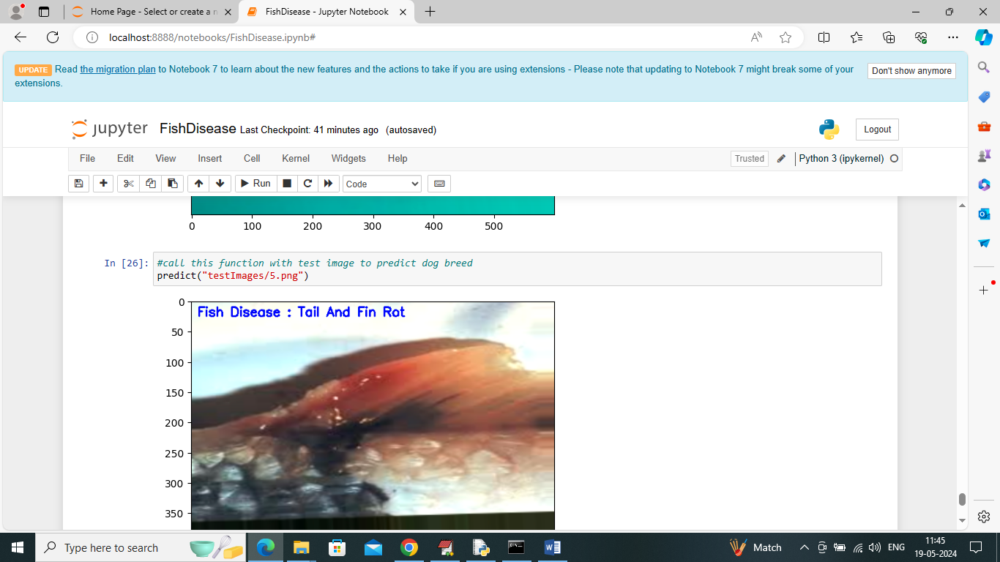 Home Page - Select or create a n
FishDisease - Jupyter Notebook
localhost:8888/notebooks/FishDisease.ipynb#
UPDATE Read the migration plan to Notebook 7 to learn about the new features and the actions to take if you are using extensions - Please note that updating to Notebook 7 might break some of your
extensions.
Don't show anymore
jupyter FishDisease Last Checkpoint: 41 minutes ago (autosaved)
Logout
File Edit View Insert Cell Kernel Widgets Help
Trusted Python 3 (ipykernel)
Run Code
0 100 200 300 400 500
In [26]: #call this function with test image to predict dog breed
predict("testImages/5.png")
0
Fish Disease : Tail And Fin Rot
50
100
150
200
250
300
350
Type here to search
Match
ENG
11:45
19-05-2024